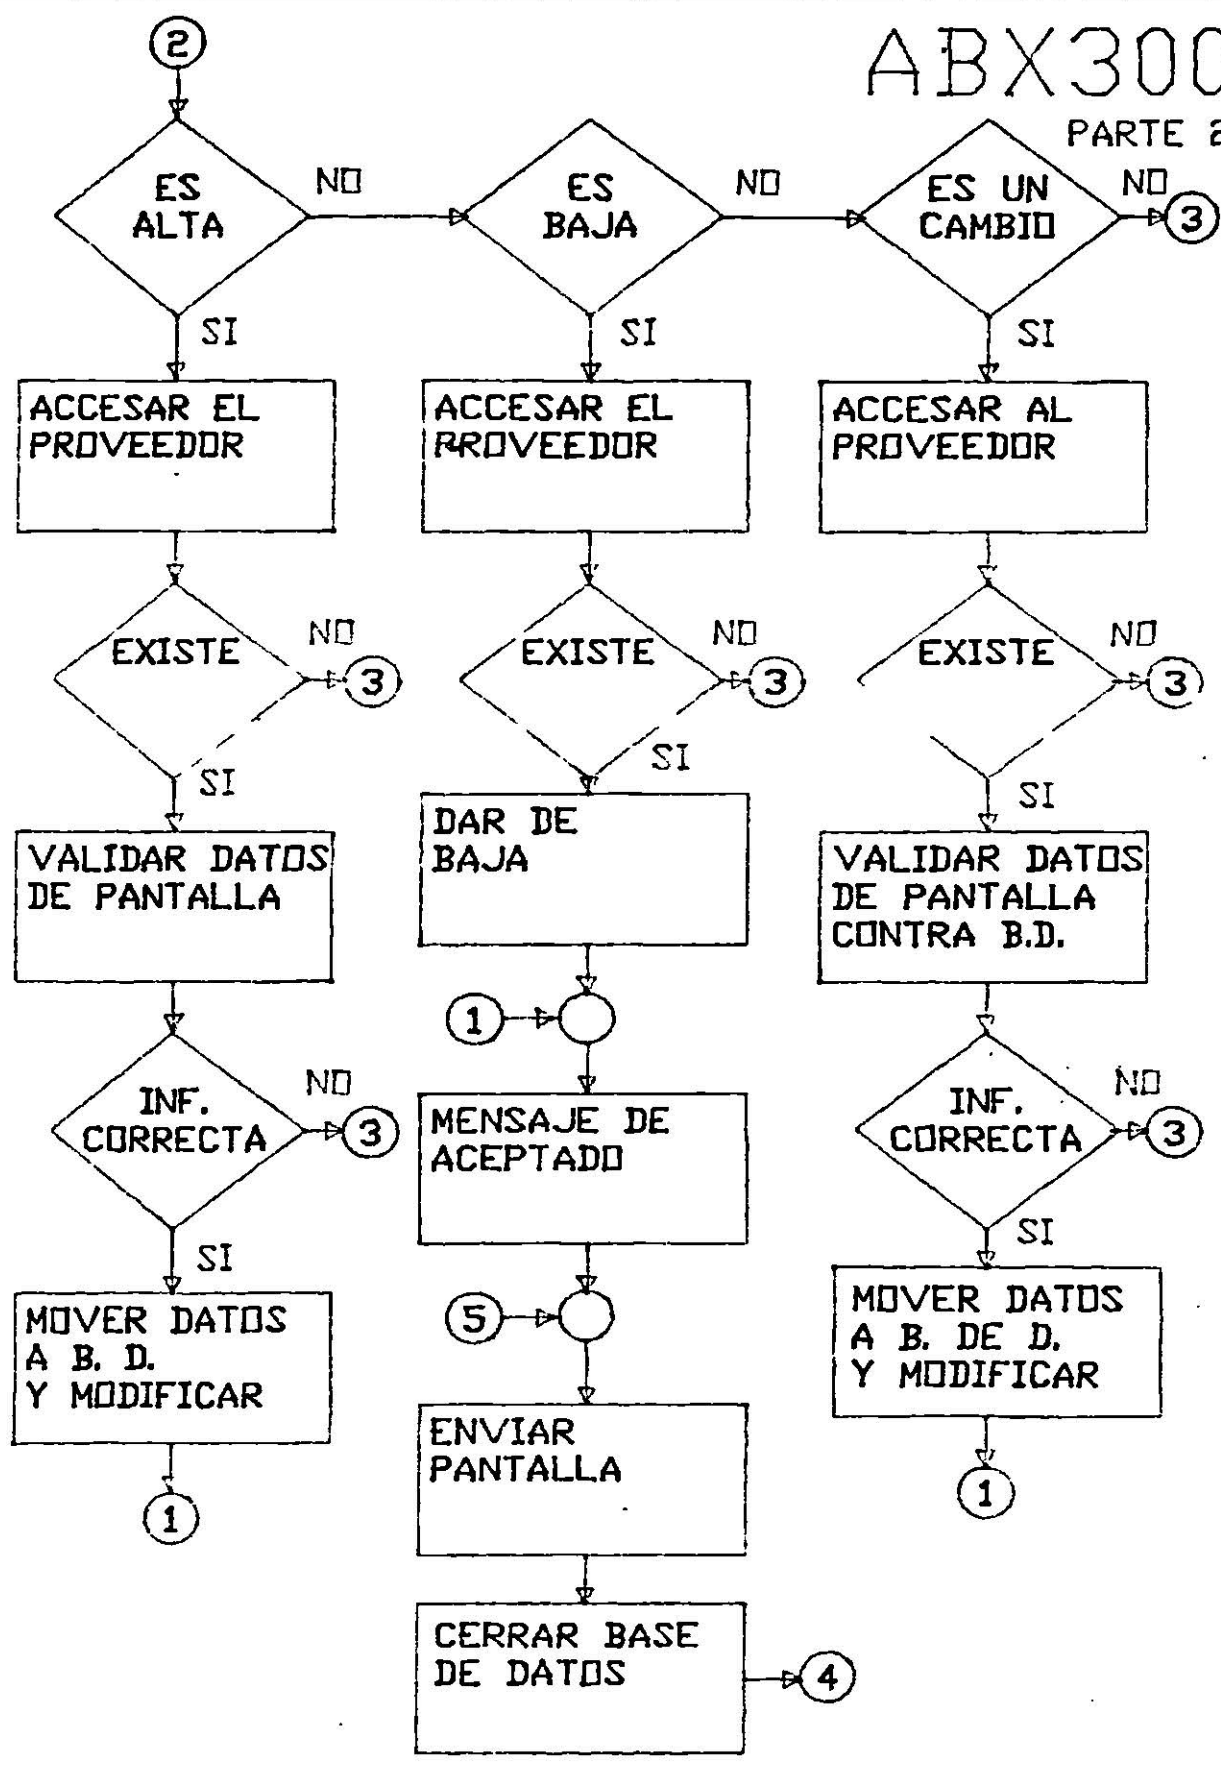 2
ABX300
PARTE 2
ES
ALTA
NO
ES
BAJA
NO
ES UN
CAMBIO
NO
3
SI
SI
SI
ACCESAR EL
PROVEEDOR
ACCESAR EL
PROVEEDOR
ACCESAR AL
PROVEEDOR
EXISTE
NO
3
EXISTE
NO
3
EXISTE
NO
3
SI
SI
SI
VALIDAR DATOS
DE PANTALLA
DAR DE
BAJA
VALIDAR DATOS
DE PANTALLA
CONTRA B.D.
1
INF.
CORRECTA
NO
3
MENSAJE DE
ACEPTADO
INF.
CORRECTA
NO
3
SI
SI
MOVER DATOS
A B. D.
Y MODIFICAR
5
MOVER DATOS
A B. DE D.
Y MODIFICAR
1
ENVIAR
PANTALLA
1
CERRAR BASE
DE DATOS
4